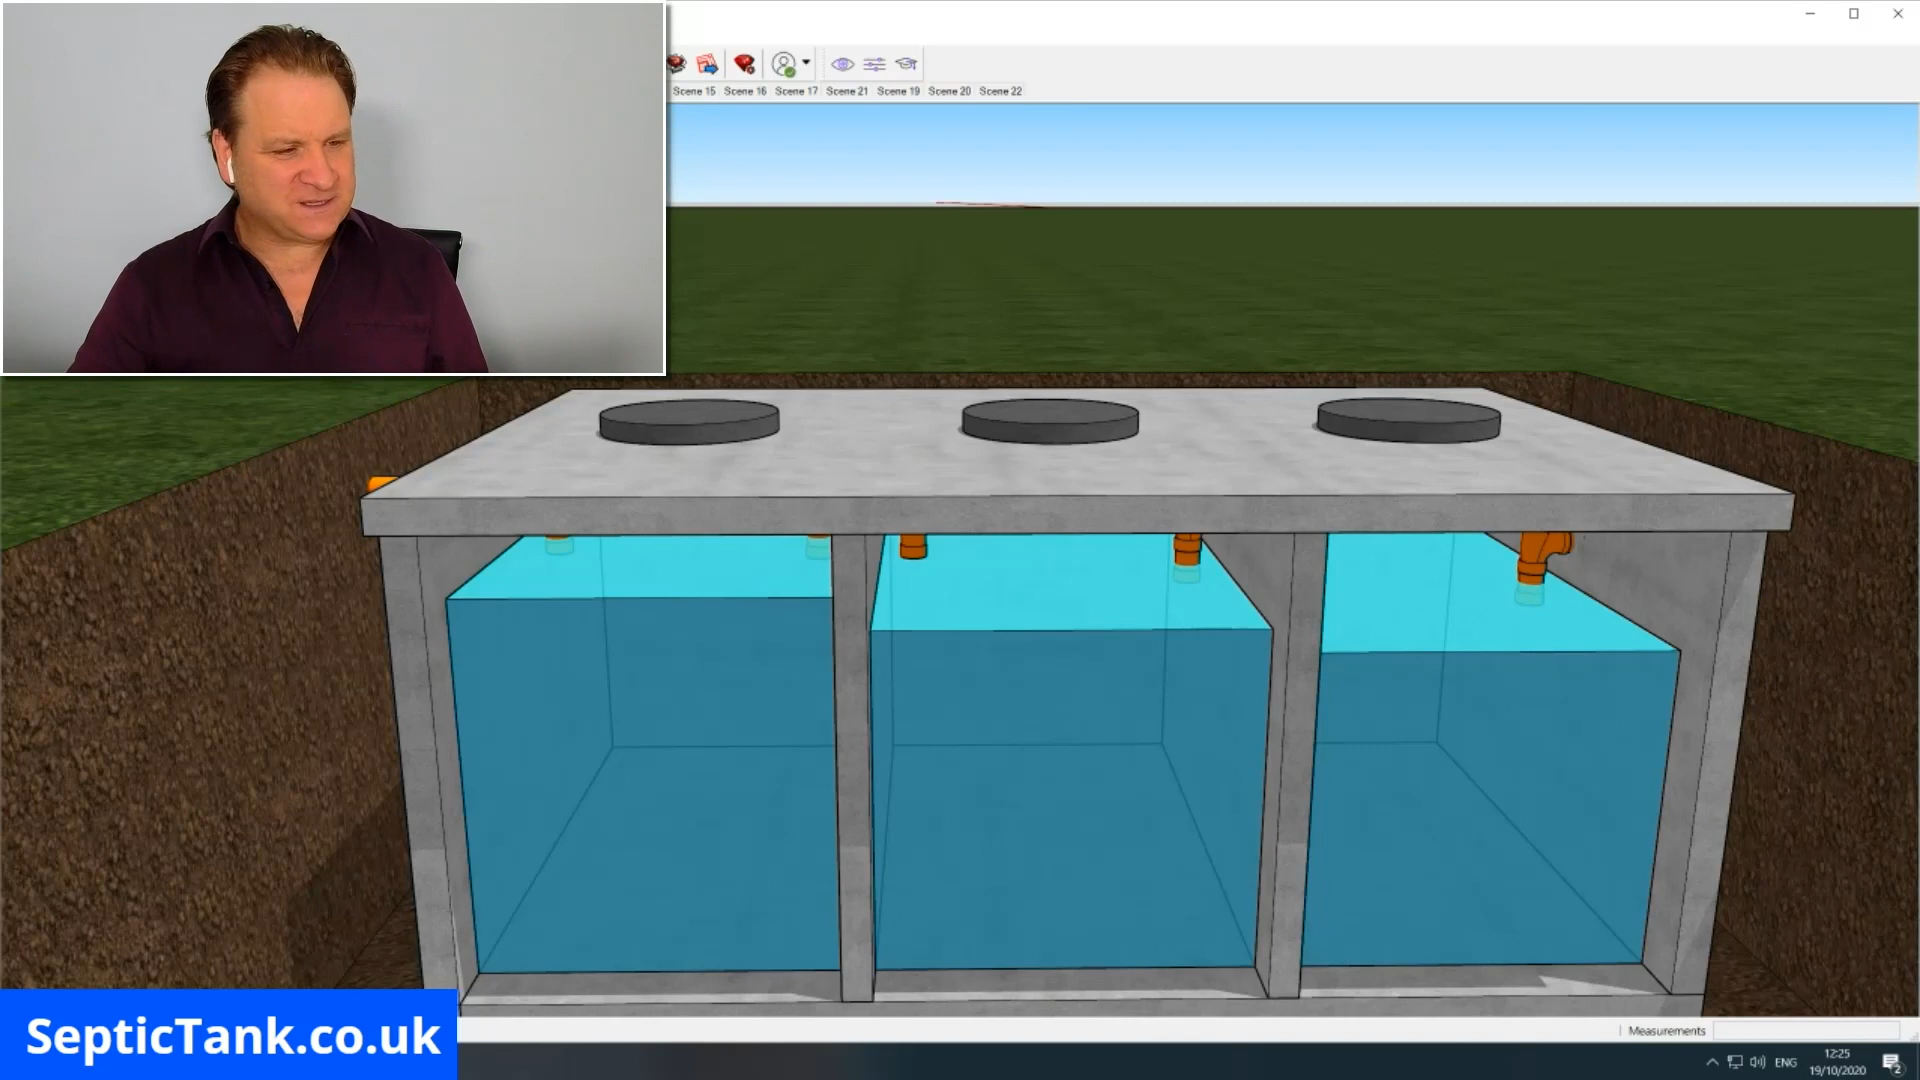 Scene 15 Scene 16 Scene 17 Scene 21 Scene 19 Scene 20 Scene 22
SepticTank.co.uk
Measurements
ENG
12:25
19/10/2020
2